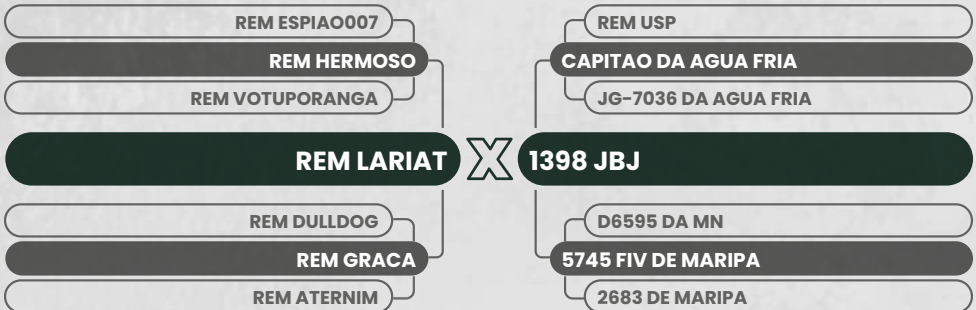 REM ESPIAO007
REM USP
REM HERMOSO
CAPITAO DA AGUA FRIA
REM VOTUPORANGA
JG-7036 DA AGUA FRIA
REM LARIAT X 1398 JBJ
REM DULLDOG
D6595 DA MN
REM GRACA
5745 FIV DE MARIPA
REM ATERNIM
2683 DE MARIPA